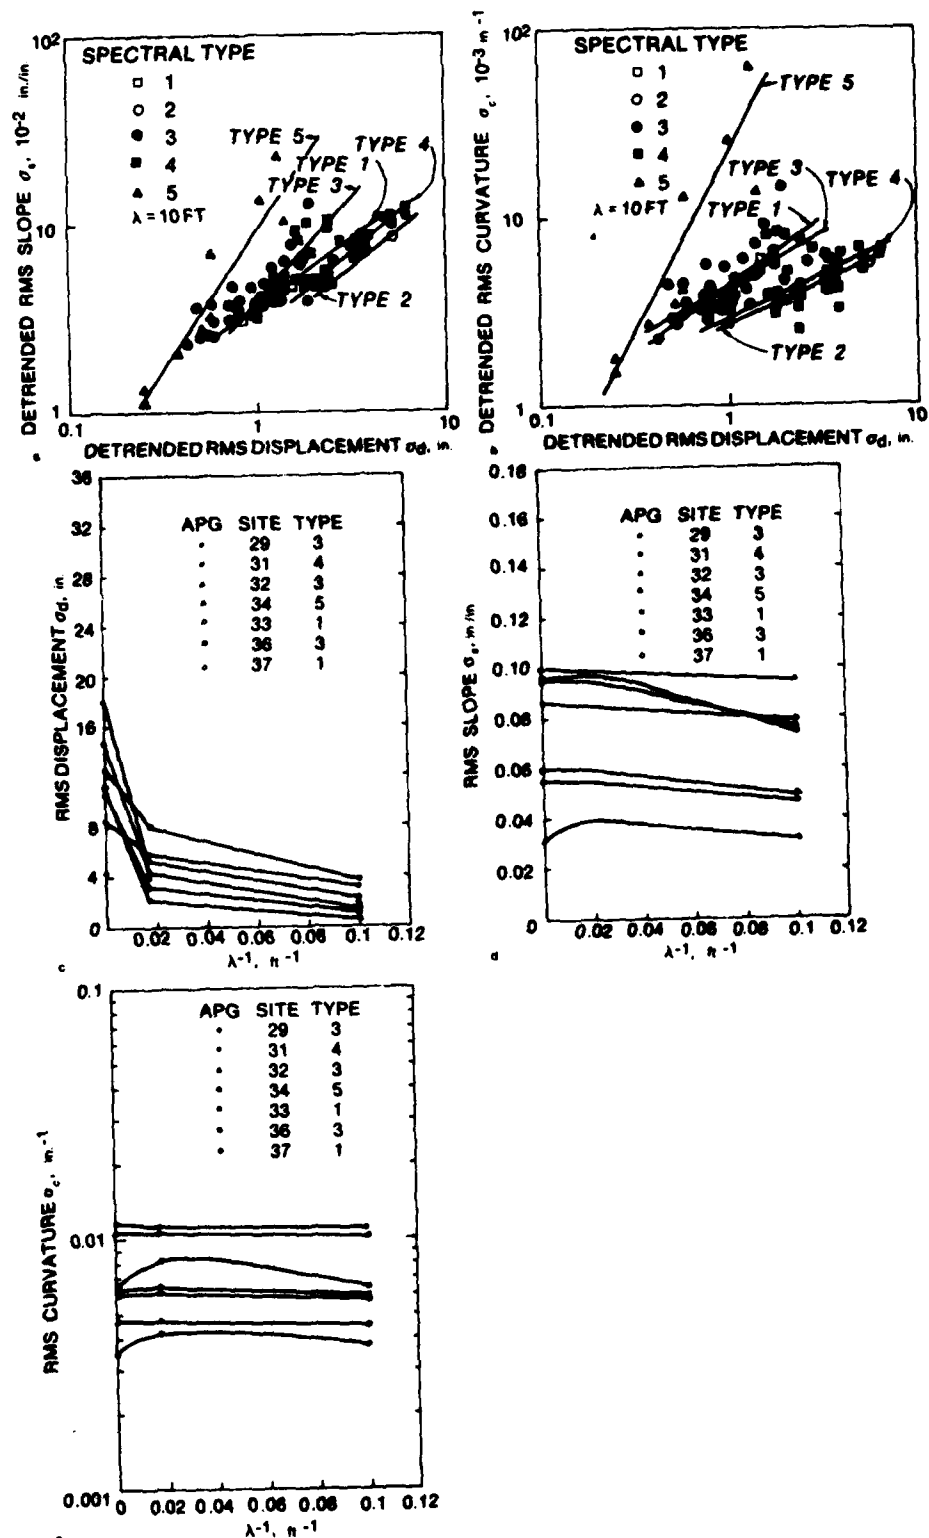 SPECTRAL TYPE
□ 1
○ 2
● 3
■ 4
▲ 5
λ = 10 FT
TYPE 5
TYPE 1
TYPE 4
TYPE 3
TYPE 2
10²
10
1
0.1
1
10
DETRENDED RMS SLOPE σs, 10⁻² in./in
DETRENDED RMS DISPLACEMENT σd, in.
a
SPECTRAL TYPE
□ 1
○ 2
● 3
■ 4
▲ 5
λ = 10 FT
TYPE 5
TYPE 3
TYPE 4
TYPE 1
TYPE 2
10²
10
1
0.1
1
10
DETRENDED RMS CURVATURE σc, 10⁻³ in⁻¹
DETRENDED RMS DISPLACEMENT σd, in.
b
APG SITE TYPE
29 3
31 4
32 3
34 5
33 1
36 3
37 1
36
32
28
24
20
16
8
4
0
0.02 0.04 0.06 0.08 0.1 0.12
RMS DISPLACEMENT σd, in
λ⁻¹, ft⁻¹
c
APG SITE TYPE
29 3
31 4
32 3
34 5
33 1
36 3
37 1
0.18
0.16
0.14
0.12
0.10
0.08
0.06
0.04
0.02
0 0.02 0.04 0.06 0.08 0.1 0.12
RMS SLOPE σs, in/in
λ⁻¹, ft⁻¹
d
APG SITE TYPE
29 3
31 4
32 3
34 5
33 1
36 3
37 1
0.1
0.01
0.001
0 0.02 0.04 0.06 0.08 0.1 0.12
RMS CURVATURE σc, in.⁻¹
λ⁻¹, ft⁻¹